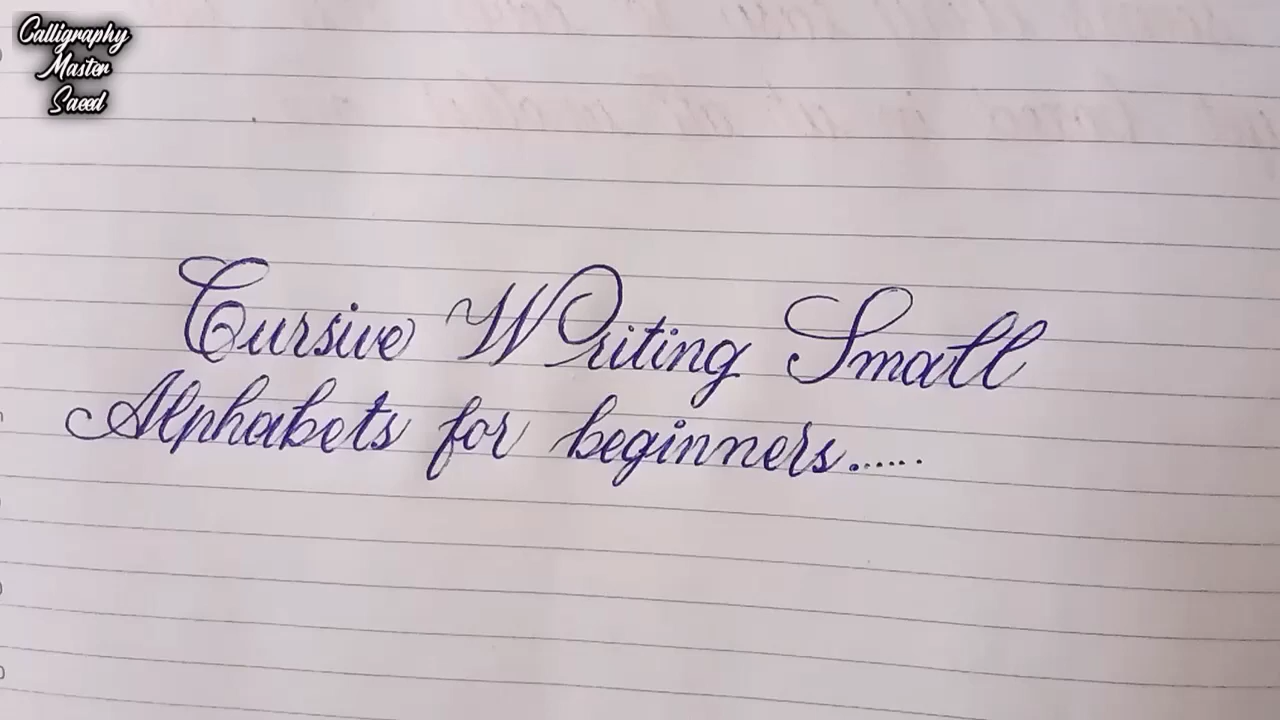 Calligraphy
Master
Saeed
Cursive Writing Small
Alphabets for beginners......